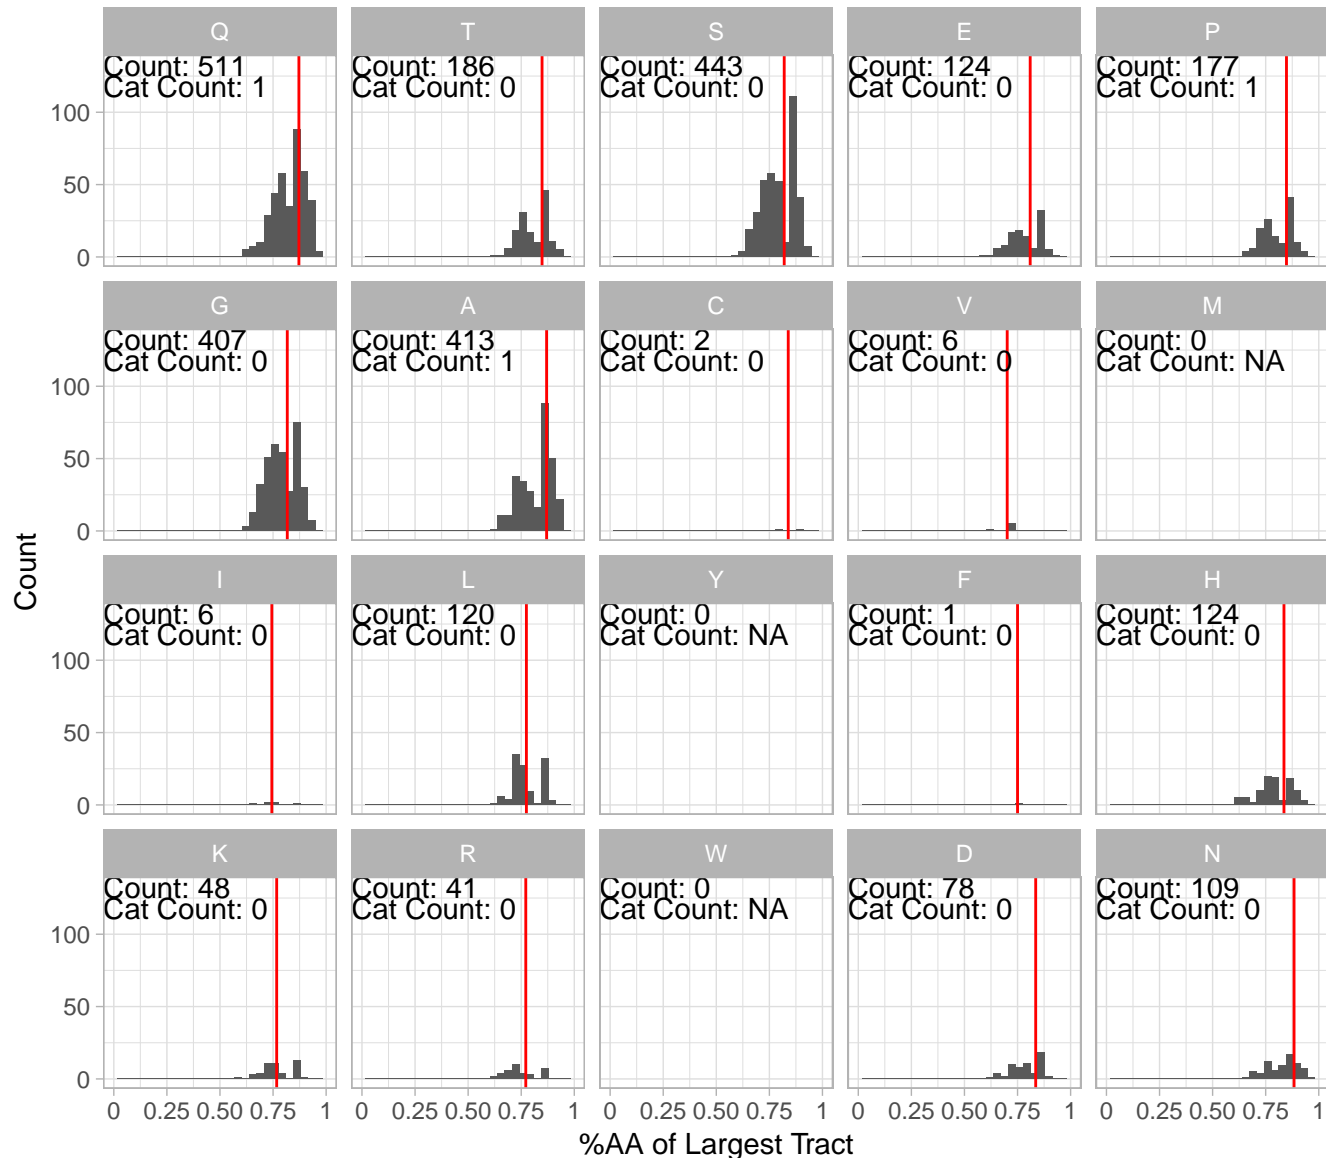 Q
T
S
E
P
Count: 511
Cat Count: 1
Count: 186
Cat Count: 0
Count: 443
Cat Count: 0
Count: 124
Cat Count: 0
Count: 177
Cat Count: 1
100
50
0
G
A
C
V
M
Count: 407
Cat Count: 0
Count: 413
Cat Count: 1
Count: 2
Cat Count: 0
Count: 6
Cat Count: 0
Count: 0
Cat Count: NA
100
50
0
Count
I
L
Y
F
H
Count: 6
Cat Count: 0
Count: 120
Cat Count: 0
Count: 0
Cat Count: NA
Count: 1
Cat Count: 0
Count: 124
Cat Count: 0
100
50
0
K
R
W
D
N
Count: 48
Cat Count: 0
Count: 41
Cat Count: 0
Count: 0
Cat Count: NA
Count: 78
Cat Count: 0
Count: 109
Cat Count: 0
100
50
0
0 0.25 0.50 0.75 1
0 0.25 0.50 0.75 1
0 0.25 0.50 0.75 1
0 0.25 0.50 0.75 1
0 0.25 0.50 0.75 1
%AA of Largest Tract